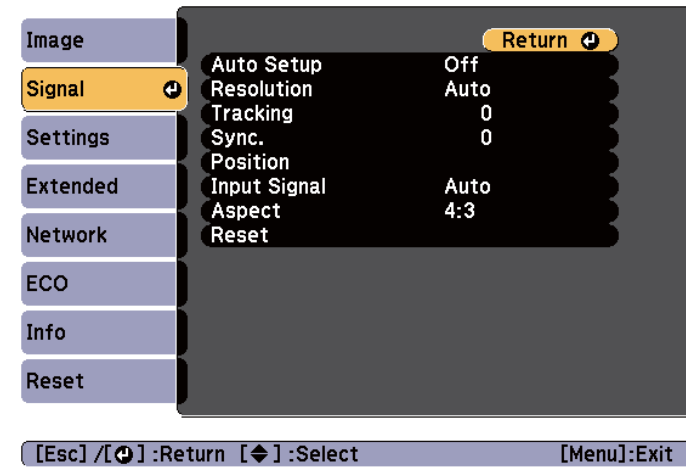 Image
Signal
Settings
Extended
Network
ECO
Info
Reset
Return
Auto Setup Off
Resolution Auto
Tracking 0
Sync. 0
Position
Input Signal Auto
Aspect 4:3
Reset
[Esc] /[ ] :Return [ ] :Select [Menu]:Exit